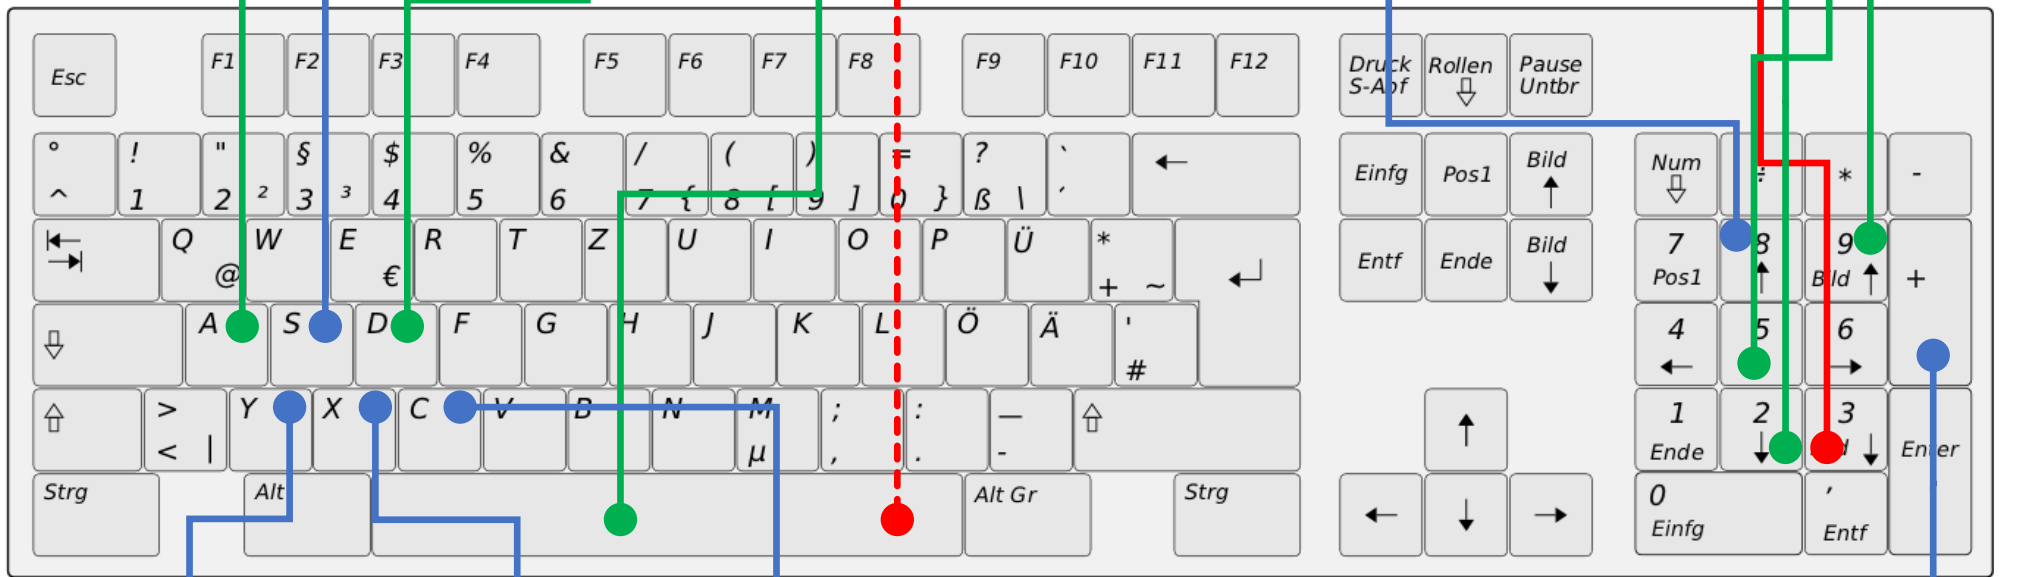 Esc F1 F2 F3 F4 F5 F6 F7 F8 F9 F10 F11 F12 Druck Rollen Pause
S-Abf Untbr
° ! " § $ % & / ( ) = ? ` ←
^ 1 2 ² 3 ³ 4 5 6 7 { 8 [ 9 ] 0 } ß \ ´
Einfg Pos1 Bild ↑ Num ÷ * -
Q W E R T Z U I O P Ü *
@ € + ~
Entf Ende Bild ↓ 7 8 9 +
Pos1 ↑ Bild ↑
A S D F G H J K L Ö Ä '
#
4 5 6
← →
> Y X C V B N M ; : —
< | µ , . -
↑ 1 2 3 Enter
Ende ↓ ↓
Strg Alt Alt Gr Strg
← ↓ → 0 ,
Einfg Entf